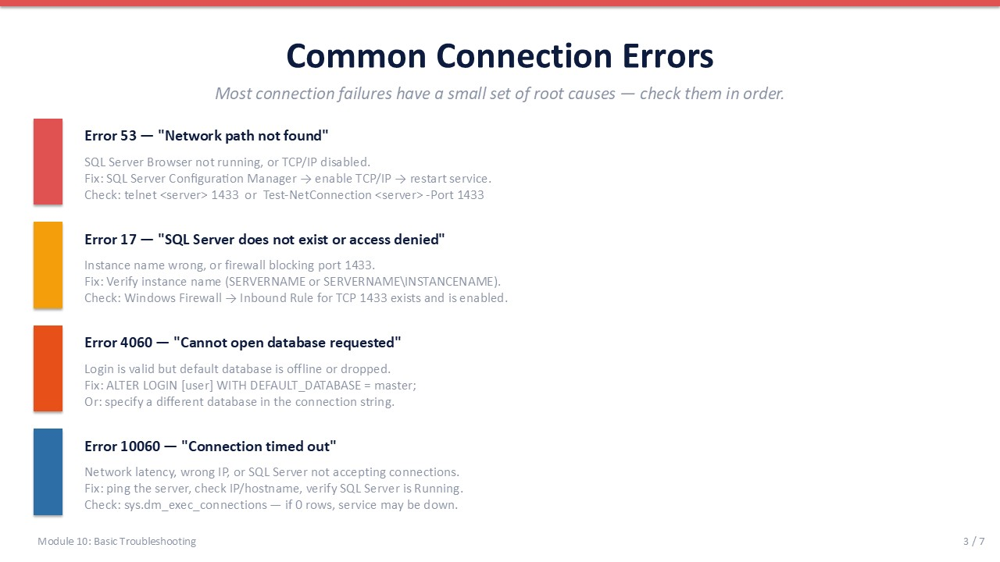 Common Connection Errors
Most connection failures have a small set of root causes — check them in order.
Error 53 — "Network path not found"
SQL Server Browser not running, or TCP/IP disabled.
Fix: SQL Server Configuration Manager → enable TCP/IP → restart service.
Check: telnet <server> 1433  or  Test-NetConnection <server> -Port 1433
Error 17 — "SQL Server does not exist or access denied"
Instance name wrong, or firewall blocking port 1433.
Fix: Verify instance name (SERVERNAME or SERVERNAME\INSTANCENAME).
Check: Windows Firewall → Inbound Rule for TCP 1433 exists and is enabled.
Error 4060 — "Cannot open database requested"
Login is valid but default database is offline or dropped.
Fix: ALTER LOGIN [user] WITH DEFAULT_DATABASE = master;
Or: specify a different database in the connection string.
Error 10060 — "Connection timed out"
Network latency, wrong IP, or SQL Server not accepting connections.
Fix: ping the server, check IP/hostname, verify SQL Server is Running.
Check: sys.dm_exec_connections — if 0 rows, service may be down.
Module 10: Basic Troubleshooting
3 / 7